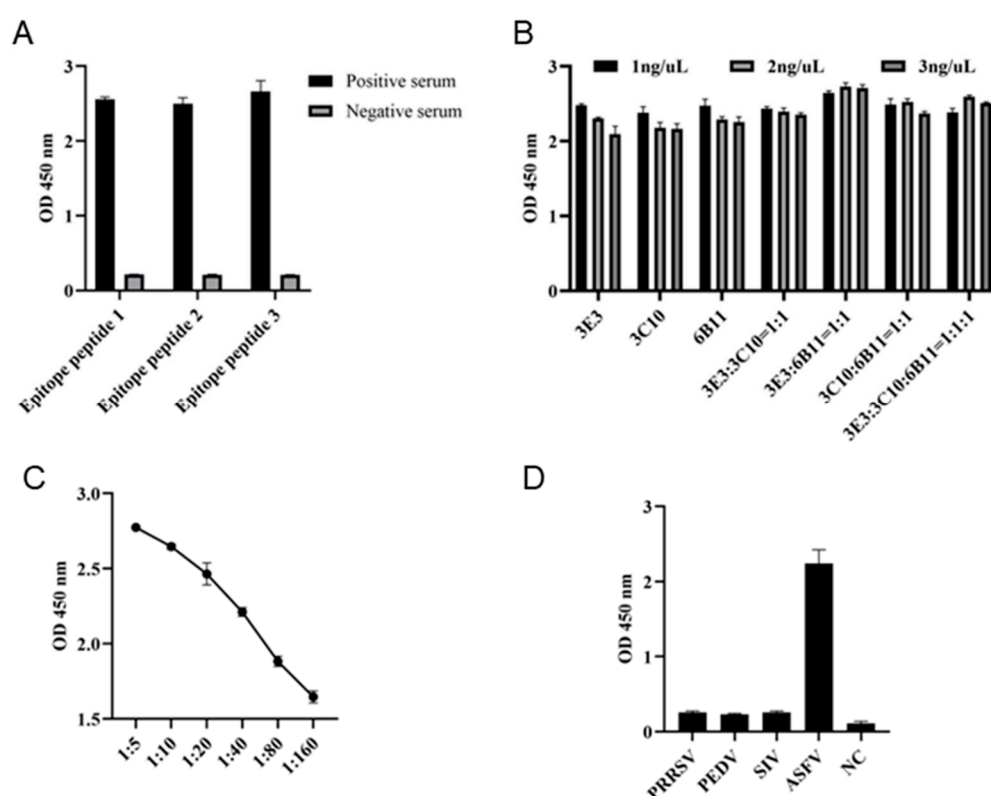 A
3
2
1
0
OD 450 nm
Positive serum
Negative serum
Epitope peptide 1
Epitope peptide 2
Epitope peptide 3
B
1ng/uL
2ng/uL
3ng/uL
3
2
1
0
OD 450 nm
3E3
3C10
6B11
3E3:3C10=1:1
3E3:6B11=1:1
3C10:6B11=1:1
3E3:3C10:6B11=1:1:1
C
3.0
2.5
2.0
1.5
OD 450 nm
1:5
1:10
1:20
1:40
1:80
1:160
D
3
2
1
0
OD 450 nm
PRRSV
PEDV
SIV
ASFV
NC